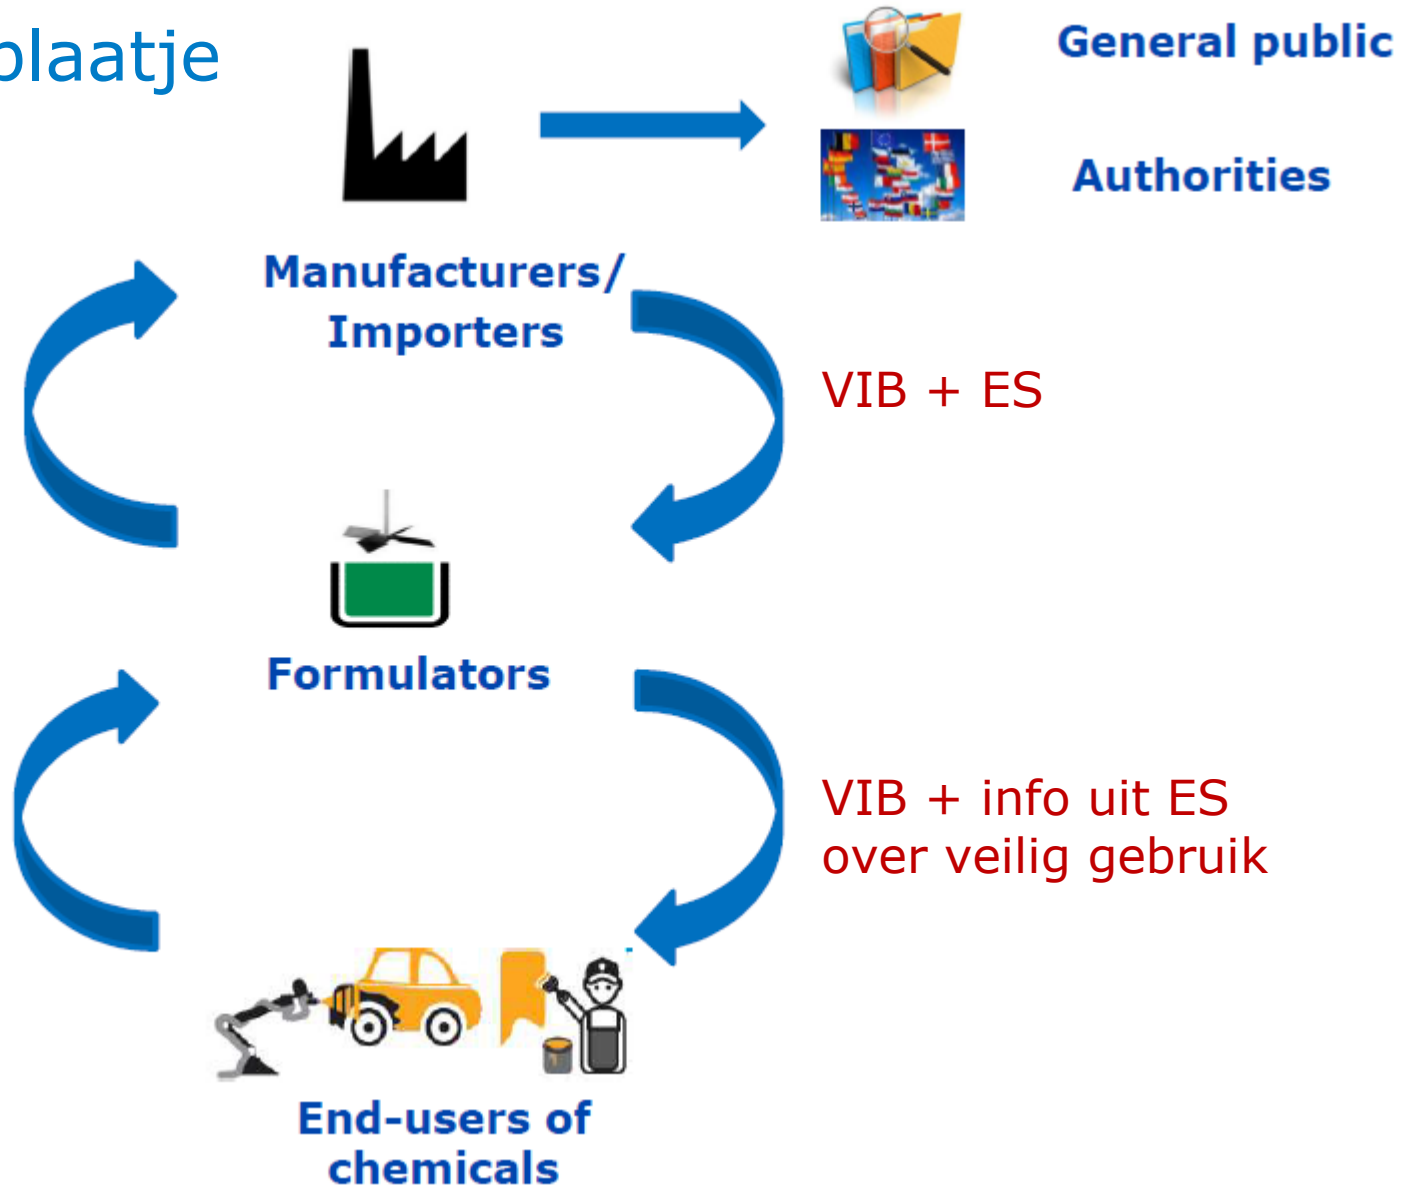 plaatje
General public
Authorities
Manufacturers/
Importers
VIB + ES
Formulators
VIB + info uit ES
over veilig gebruik
End-users of
chemicals